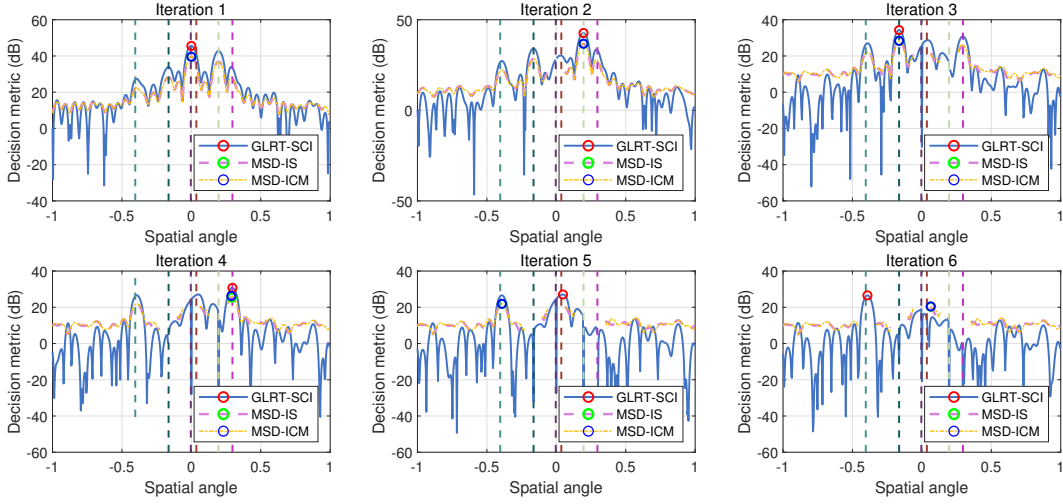 Iteration 1
Decision metric (dB)
60
40
20
0
-20
-40
-1 -0.5 0 0.5 1
Spatial angle
GLRT-SCI
MSD-IS
MSD-ICM
Iteration 2
Decision metric (dB)
50
0
-50
-1 -0.5 0 0.5 1
Spatial angle
GLRT-SCI
MSD-IS
MSD-ICM
Iteration 3
Decision metric (dB)
40
20
0
-20
-40
-60
-1 -0.5 0 0.5 1
Spatial angle
GLRT-SCI
MSD-IS
MSD-ICM
Iteration 4
Decision metric (dB)
40
20
0
-20
-40
-60
-1 -0.5 0 0.5 1
Spatial angle
GLRT-SCI
MSD-IS
MSD-ICM
Iteration 5
Decision metric (dB)
40
20
0
-20
-40
-60
-1 -0.5 0 0.5 1
Spatial angle
GLRT-SCI
MSD-IS
MSD-ICM
Iteration 6
Decision metric (dB)
40
20
0
-20
-40
-60
-1 -0.5 0 0.5 1
Spatial angle
GLRT-SCI
MSD-IS
MSD-ICM